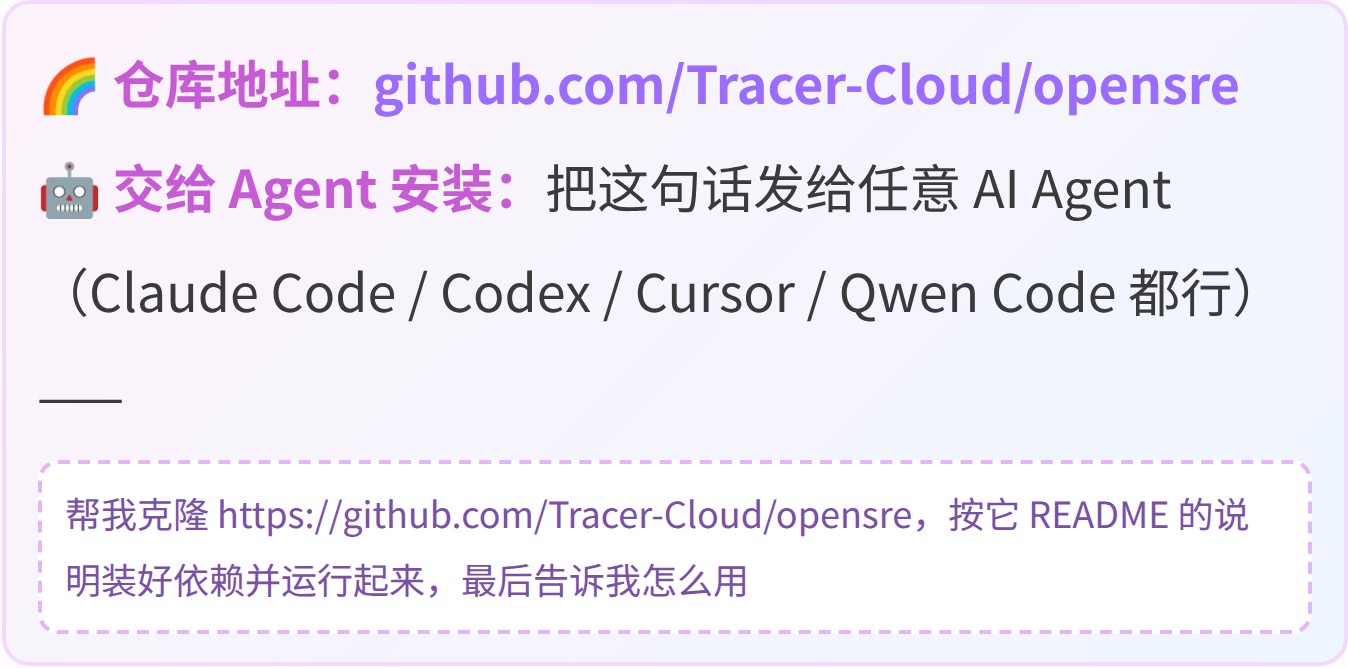 🌈 仓库地址：github.com/Tracer-Cloud/opensre
🤖 交给 Agent 安装：把这句话发给任意 AI Agent
（Claude Code / Codex / Cursor / Qwen Code 都行）
——
帮我克隆 https://github.com/Tracer-Cloud/opensre，按它 README 的说
明装好依赖并运行起来，最后告诉我怎么用